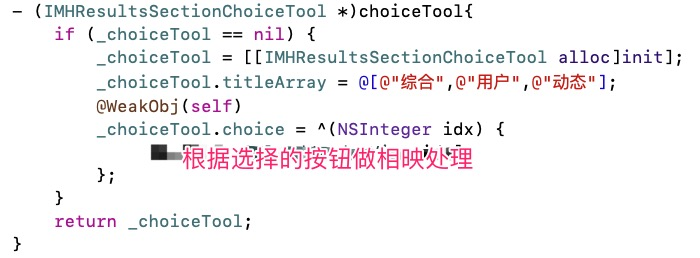 - (IMHResultsSectionChoiceTool *)choiceTool{
if (_choiceTool == nil) {
_choiceTool = [[IMHResultsSectionChoiceTool alloc]init];
_choiceTool.titleArray = @[@"综合",@"用户",@"动态"];
@WeakObj(self)
_choiceTool.choice = ^(NSInteger idx) {
根据选择的按钮做相映处理
};
}
return _choiceTool;
}